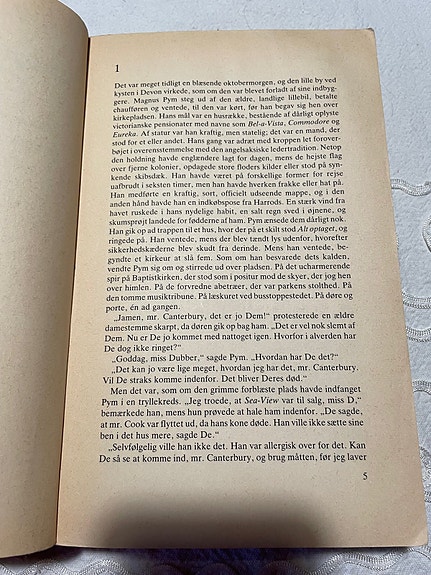 1
Det var meget tidligt en blæsende oktobermorgen, og den lille by ved
kysten i Devon virkede, som om den var blevet forladt af sine indbyg-
gere. Magnus Pym steg ud af den ældre, landlige lillebil, betalte
chaufføren og ventede, til den var kørt, før han begav sig hen over
kirkepladsen. Hans mål var en husrække, bestående af dårligt oplyste
victorianske pensionater med navne som Bel-a-Vista, Commodore og
Eureka. Af statur var han kraftig, men statelig; det var en mand, der
stod for et eller andet. Hans gang var adræt med kroppen let forover-
bøjet i overensstemmelse med den angelsaksiske ledertradition. Netop
den holdning havde englændere lagt for dagen, mens de hejste flag
over fjerne kolonier, opdagede store floder eller stod på syn-
kende skibsdæk. Han havde været på forskellige former for rejse
uafbrudt i seksten timer, men han havde hverken frakke eller hat på.
Han medførte en kraftig, sort, officielt udseende mappe, og i den
anden hånd havde han en indkøbspose fra Harrods. En stærk vind fra
havet ruskede i hans nydelige habit, en salt regn sved i øjnene, og
skumsprøjt landede for fødderne af ham. Pym ænsede dem dårligt nok.
Han gik op ad trappen til et hus, hvor der på et skilt stod Alt optaget, og
ringede på. Han ventede, mens der blev tændt lys udenfor, hvorefter
sikkerhedskæderne blev skudt fra derinde. Mens han ventede, be-
gyndte et kirkeur at slå fem. Som om han besvarede dets kalden,
vendte Pym sig om og stirrede ud over pladsen. På det ucharmerende
spir på Baptistkirken, der stod som i positur mod de skyer, der jog hen
over himlen. På de forvredne abetræer, der var parkens stolthed. På
den tomme musiktribune. På læskuret ved busstoppestedet. På døre og
porte, én ad gangen.
„Jamen, mr. Canterbury, det er jo Dem!“ protesterede en ældre
damestemme skarpt, da døren gik op bag ham. „Det er vel nok slemt af
Dem. Nu er De jo kommet med nattoget igen. Hvorfor i alverden har
De dog ikke ringet?“
„Goddag, miss Dubber,“ sagde Pym. „Hvordan har De det?“
„Det kan jo være lige meget, hvordan jeg har det, mr. Canterbury.
Vil De straks komme indenfor. Det bliver Deres død.“
Men det var, som om den grimme forblæste plads havde indfanget
Pym i en tryllekreds. „Jeg troede, at Sea-View var til salg, miss D,“
bemærkede han, mens hun prøvede at hale ham indenfor. „De sagde,
at mr. Cook var flyttet ud, da hans kone døde. Han ville ikke sætte sine
ben i det hus mere, sagde De.“
„Selvfølgelig ville han ikke det. Han var allergisk over for det. Kan
De så se at komme ind, mr. Canterbury, og brug måtten, før jeg laver
5